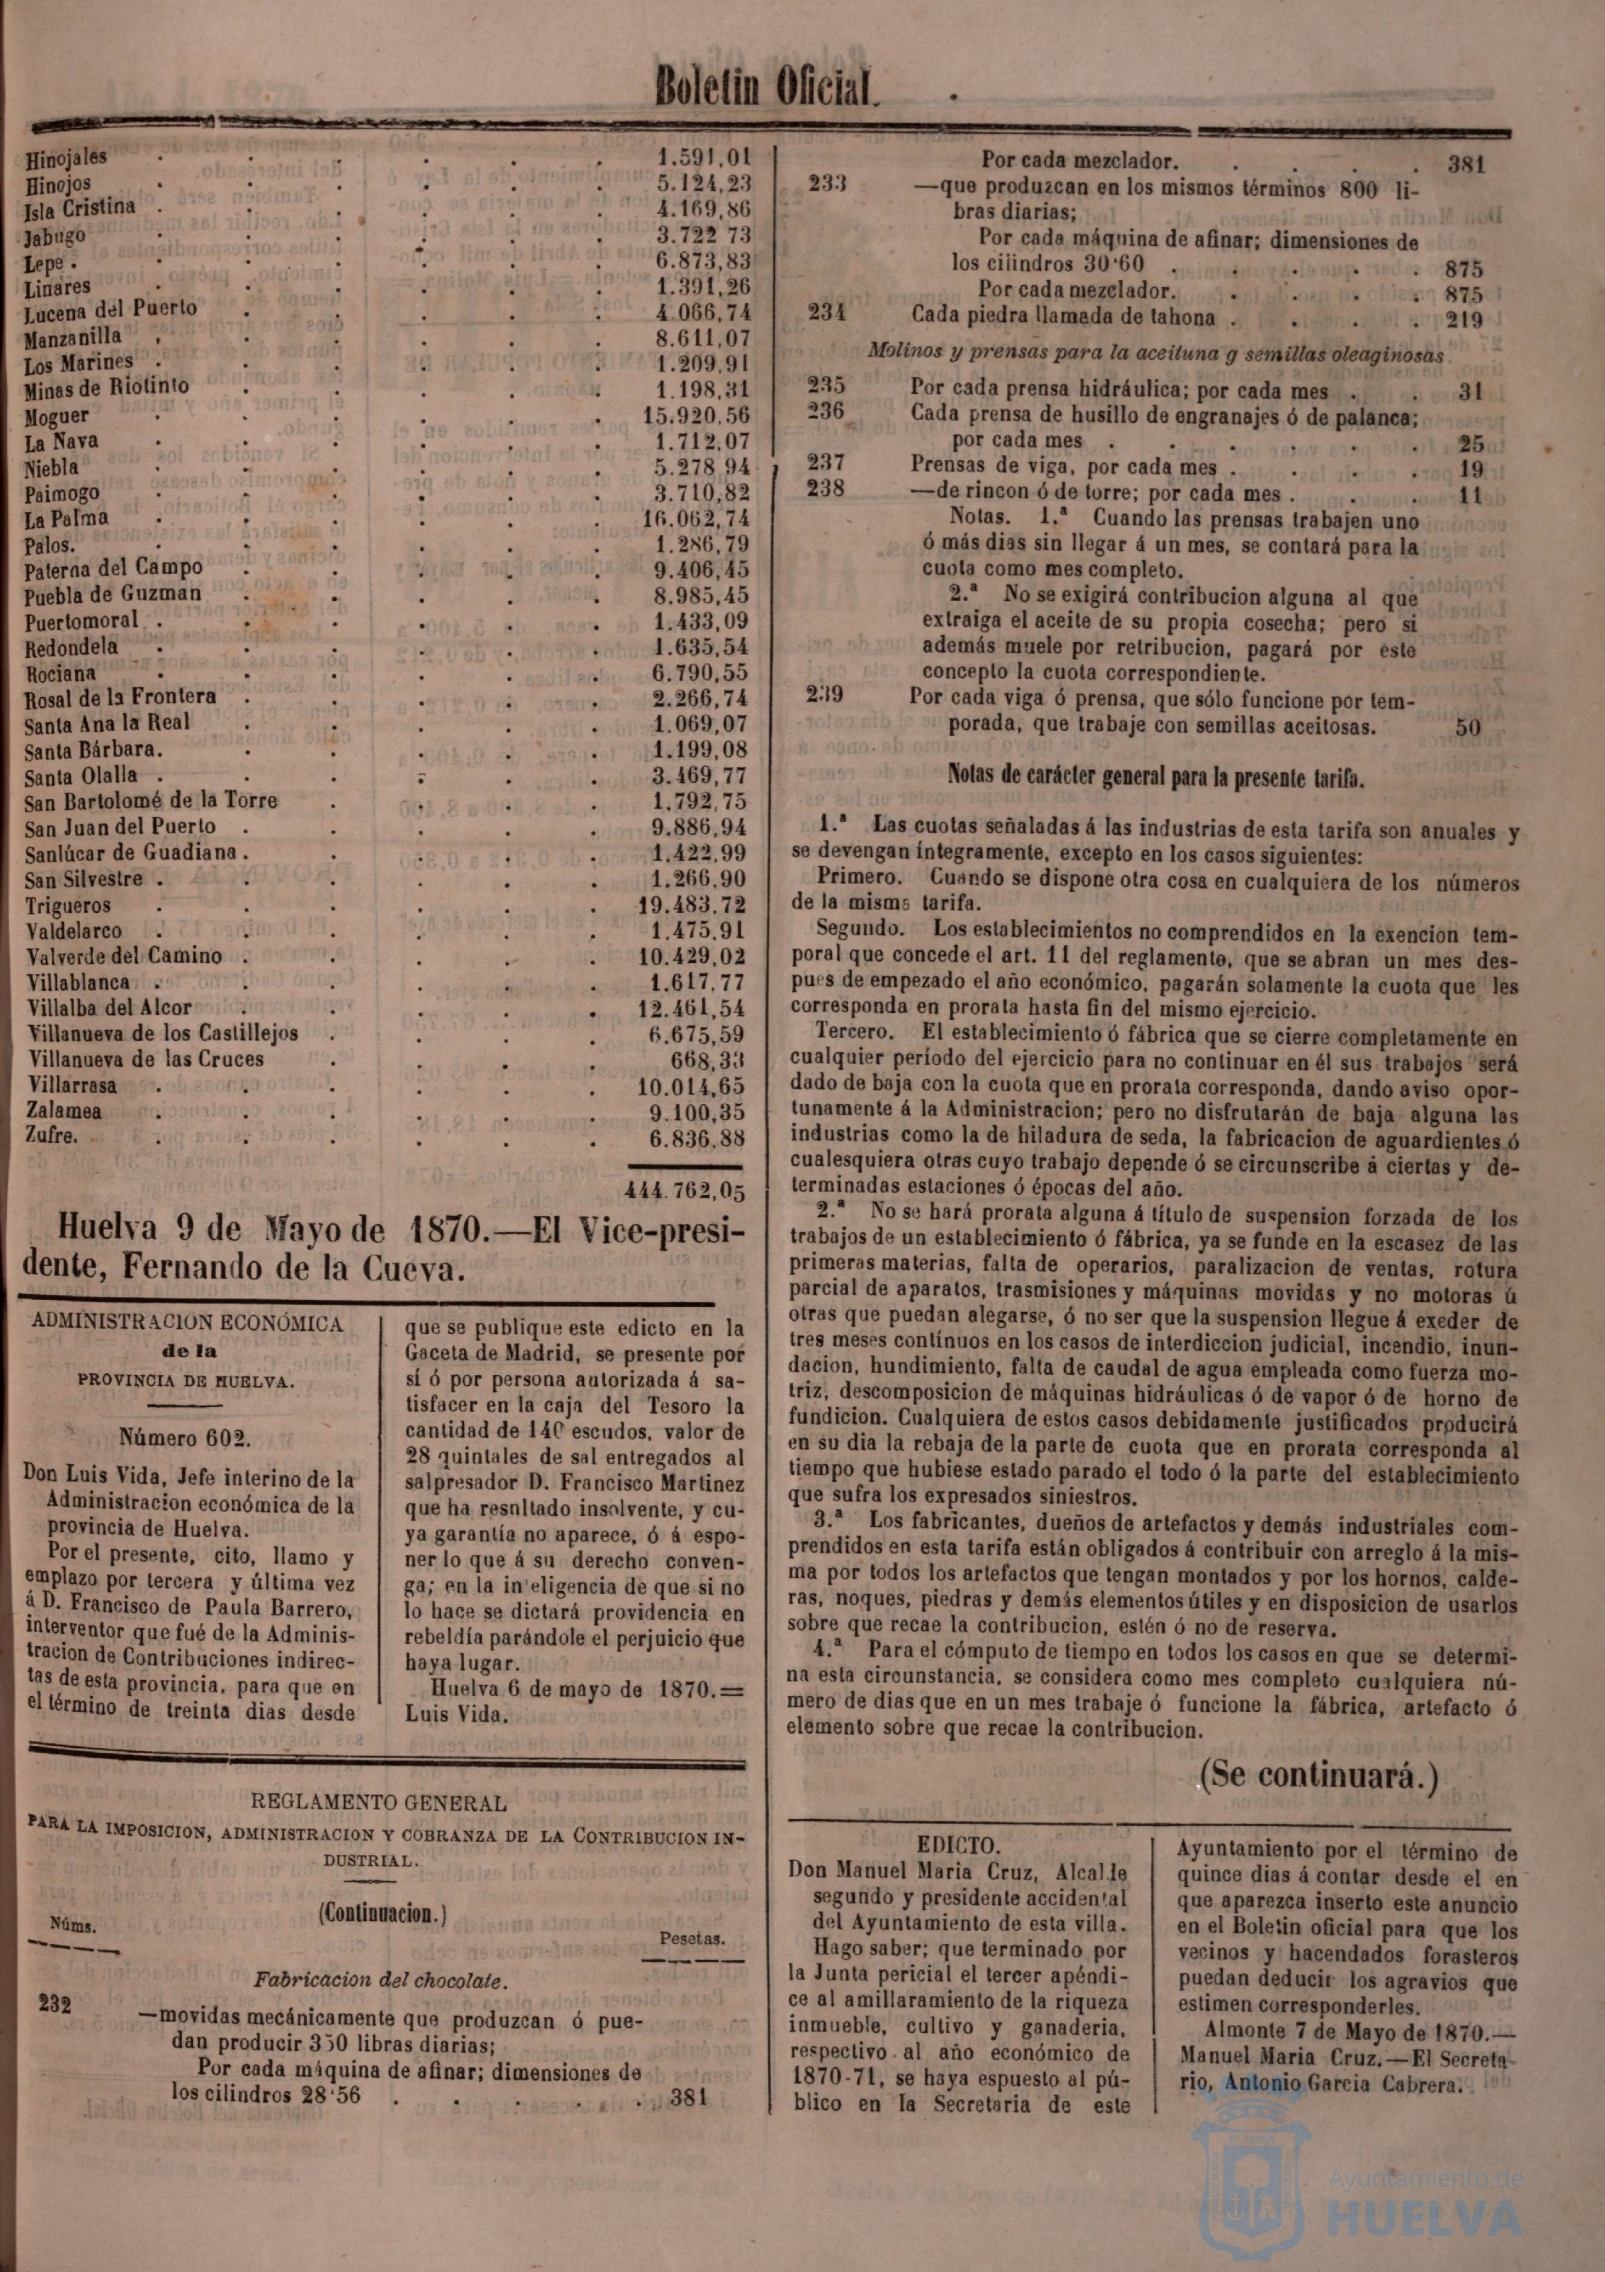 Boletin Oficial.
Hinojales . . . . . . 1.591,01
Hinojos . . . . . . 5.124,23
Isla Cristina . . . . . . 4.169,86
Jabugo . . . . . . 3.722 73
Lepe . . . . . . 6.873,83
Linares . . . . . . 1.391,26
Lucena del Puerto . . . . . 4.066,74
Manzanilla , . . . . . 8.611,07
Los Marines . . . . . . 1.209,91
Minas de Riotinto . . . . . 1.198,31
Moguer . . . . . . 15.920,56
La Nava . . . . . . 1.712,07
Niebla . . . . . . 5.278 94
Paimogo . . . . . . 3.710,82
La Palma . . . . . . 16.062,74
Palos. . . . . . . 1.286,79
Paterna del Campo . . . . . 9.406,45
Puebla de Guzman . . . . . 8.985,45
Puertomoral . . . . . . 1.433,09
Redondela . . . . . . 1.635,54
Rociana . . . . . . 6.790,55
Rosal de la Frontera . . . . . 2.266,74
Santa Ana la Real . . . . . 1.069,07
Santa Bárbara. . . . . . 1.199,08
Santa Olalla . . . . . . 3.469,77
San Bartolomé de la Torre . . . . 1.792,75
San Juan del Puerto . . . . . 9.886,94
Sanlúcar de Guadiana . . . . . 1.422,99
San Silvestre . . . . . . 1.266,90
Trigueros . . . . . . 19.483,72
Valdelarco . . . . . . 1.475,91
Valverde del Camino . . . . . 10.429,02
Villablanca . . . . . . 1.617,77
Villalba del Alcor . . . . . 12.461,54
Villanueva de los Castillejos . . . . 6.675,59
Villanueva de las Cruces . . . . 668,33
Villarrasa . . . . . . 10.014,65
Zalamea . . . . . . 9.100,35
Zufre. . . . . . . 6.836,88
444.762,05
Huelva 9 de Mayo de 1870.—El Vice-presi-
dente, Fernando de la Cueva.
ADMINISTRACION ECONÓMICA
de la
PROVINCIA DE HUELVA.
Número 602.
Don Luis Vida, Jefe interino de la
Administracion económica de la
provincia de Huelva.
Por el presente, cito, llamo y
emplazo por tercera y última vez
á D. Francisco de Paula Barrero,
interventor que fué de la Adminis-
tracion de Contribuciones indirec-
tas de esta provincia, para que en
el término de treinta dias desde
que se publique este edicto en la
Gaceta de Madrid, se presente por
sí ó por persona autorizada á sa-
tisfacer en la caja del Tesoro la
cantidad de 140 escudos, valor de
28 quintales de sal entregados al
salpresador D. Francisco Martinez
que ha resnltado insolvente, y cu-
ya garantía no aparece, ó á espo-
ner lo que á su derecho conven-
ga; en la in'eligencia de que si no
lo hace se dictará providencia en
rebeldía parándole el perjuicio que
haya lugar.
Huelva 6 de mayo de 1870.=
Luis Vida.
REGLAMENTO GENERAL
PARA LA IMPOSICION, ADMINISTRACION Y COBRANZA DE LA CONTRIBUCION IN-
DUSTRIAL.
(Continuacion.)
Núms.
Pesetas.
Fabricacion del chocolate.
232 —movidas mecánicamente que produzcan ó pue-
dan producir 350 libras diarias;
Por cada máquina de afinar; dimensiones de
los cilindros 28'56 . . . . . 381
Por cada mezclador. . . . . 381
233 —que produzcan en los mismos términos 800 li-
bras diarias;
Por cada máquina de afinar; dimensiones de
los cilindros 30'60 . . . . . 875
Por cada mezclador. . . . . 875
234 Cada piedra llamada de tahona . . . . 219
Molinos y prensas para la aceituna y semillas oleaginosas.
235 Por cada prensa hidráulica; por cada mes . . 31
236 Cada prensa de husillo de engranajes ó de palanca;
por cada mes . . . . . . 25
237 Prensas de viga, por cada mes . . . . 19
238 —de rincon ó de torre; por cada mes . . . 11
Notas. 1.ª Cuando las prensas trabajen uno
ó más dias sin llegar á un mes, se contará para la
cuota como mes completo.
2.ª No se exigirá contribucion alguna al que
extraiga el aceite de su propia cosecha; pero si
además muele por retribucion, pagará por este
concepto la cuota correspondiente.
239 Por cada viga ó prensa, que sólo funcione por tem-
porada, que trabaje con semillas aceitosas. 50
Notas de carácter general para la presente tarifa.
1.ª Las cuotas señaladas á las industrias de esta tarifa son anuales y
se devengan íntegramente, excepto en los casos siguientes:
Primero. Cuando se dispone otra cosa en cualquiera de los números
de la misma tarifa.
Segundo. Los establecimientos no comprendidos en la exencion tem-
poral que concede el art. 11 del reglamento, que se abran un mes des-
pues de empezado el año económico, pagarán solamente la cuota que les
corresponda en prorata hasta fin del mismo ejercicio.
Tercero. El establecimiento ó fábrica que se cierre completamente en
cualquier período del ejercicio para no continuar en él sus trabajos será
dado de baja con la cuota que en prorata corresponda, dando aviso opor-
tunamente á la Administracion; pero no disfrutarán de baja alguna las
industrias como la de hiladura de seda, la fabricacion de aguardientes ó
cualesquiera otras cuyo trabajo depende ó se circunscribe á ciertas y de-
terminadas estaciones ó épocas del año.
2.ª No se hará prorata alguna á título de suspension forzada de los
trabajos de un establecimiento ó fábrica, ya se funde en la escasez de las
primeras materias, falta de operarios, paralizacion de ventas, rotura
parcial de aparatos, trasmisiones y máquinas movidas y no motoras ú
otras que puedan alegarse, ó no ser que la suspension llegue á exeder de
tres meses contínuos en los casos de interdiccion judicial, incendio, inun-
dacion, hundimiento, falta de caudal de agua empleada como fuerza mo-
triz, descomposicion de máquinas hidráulicas ó de vapor ó de horno de
fundicion. Cualquiera de estos casos debidamente justificados producirá
en su dia la rebaja de la parte de cuota que en prorata corresponda al
tiempo que hubiese estado parado el todo ó la parte del establecimiento
que sufra los expresados siniestros.
3.ª Los fabricantes, dueños de artefactos y demás industriales com-
prendidos en esta tarifa están obligados á contribuir con arreglo á la mis-
ma por todos los artefactos que tengan montados y por los hornos, calde-
ras, noques, piedras y demás elementos útiles y en disposicion de usarlos
sobre que recae la contribucion, estén ó no de reserva.
4.ª Para el cómputo de tiempo en todos los casos en que se determi-
na esta circunstancia, se considera como mes completo cualquiera nú-
mero de dias que en un mes trabaje ó funcione la fábrica, artefacto ó
elemento sobre que recae la contribucion.
(Se continuará.)
EDICTO.
Don Manuel Maria Cruz, Alcalde
segundo y presidente accidental
del Ayuntamiento de esta villa.
Hago saber; que terminado por
la Junta pericial el tercer apéndi-
ce al amillaramiento de la riqueza
inmueble, cultivo y ganaderia,
respectivo al año económico de
1870-71, se haya espuesto al pú-
blico en la Secretaria de este
Ayuntamiento por el término de
quince dias á contar desde el en
que aparezca inserto este anuncio
en el Boletin oficial para que los
vecinos y hacendados forasteros
puedan deducir los agravios que
estimen corresponderles.
Almonte 7 de Mayo de 1870.—
Manuel Maria Cruz.—El Secreta-
rio, Antonio Garcia Cabrera.
Ayuntamiento de
HUELVA